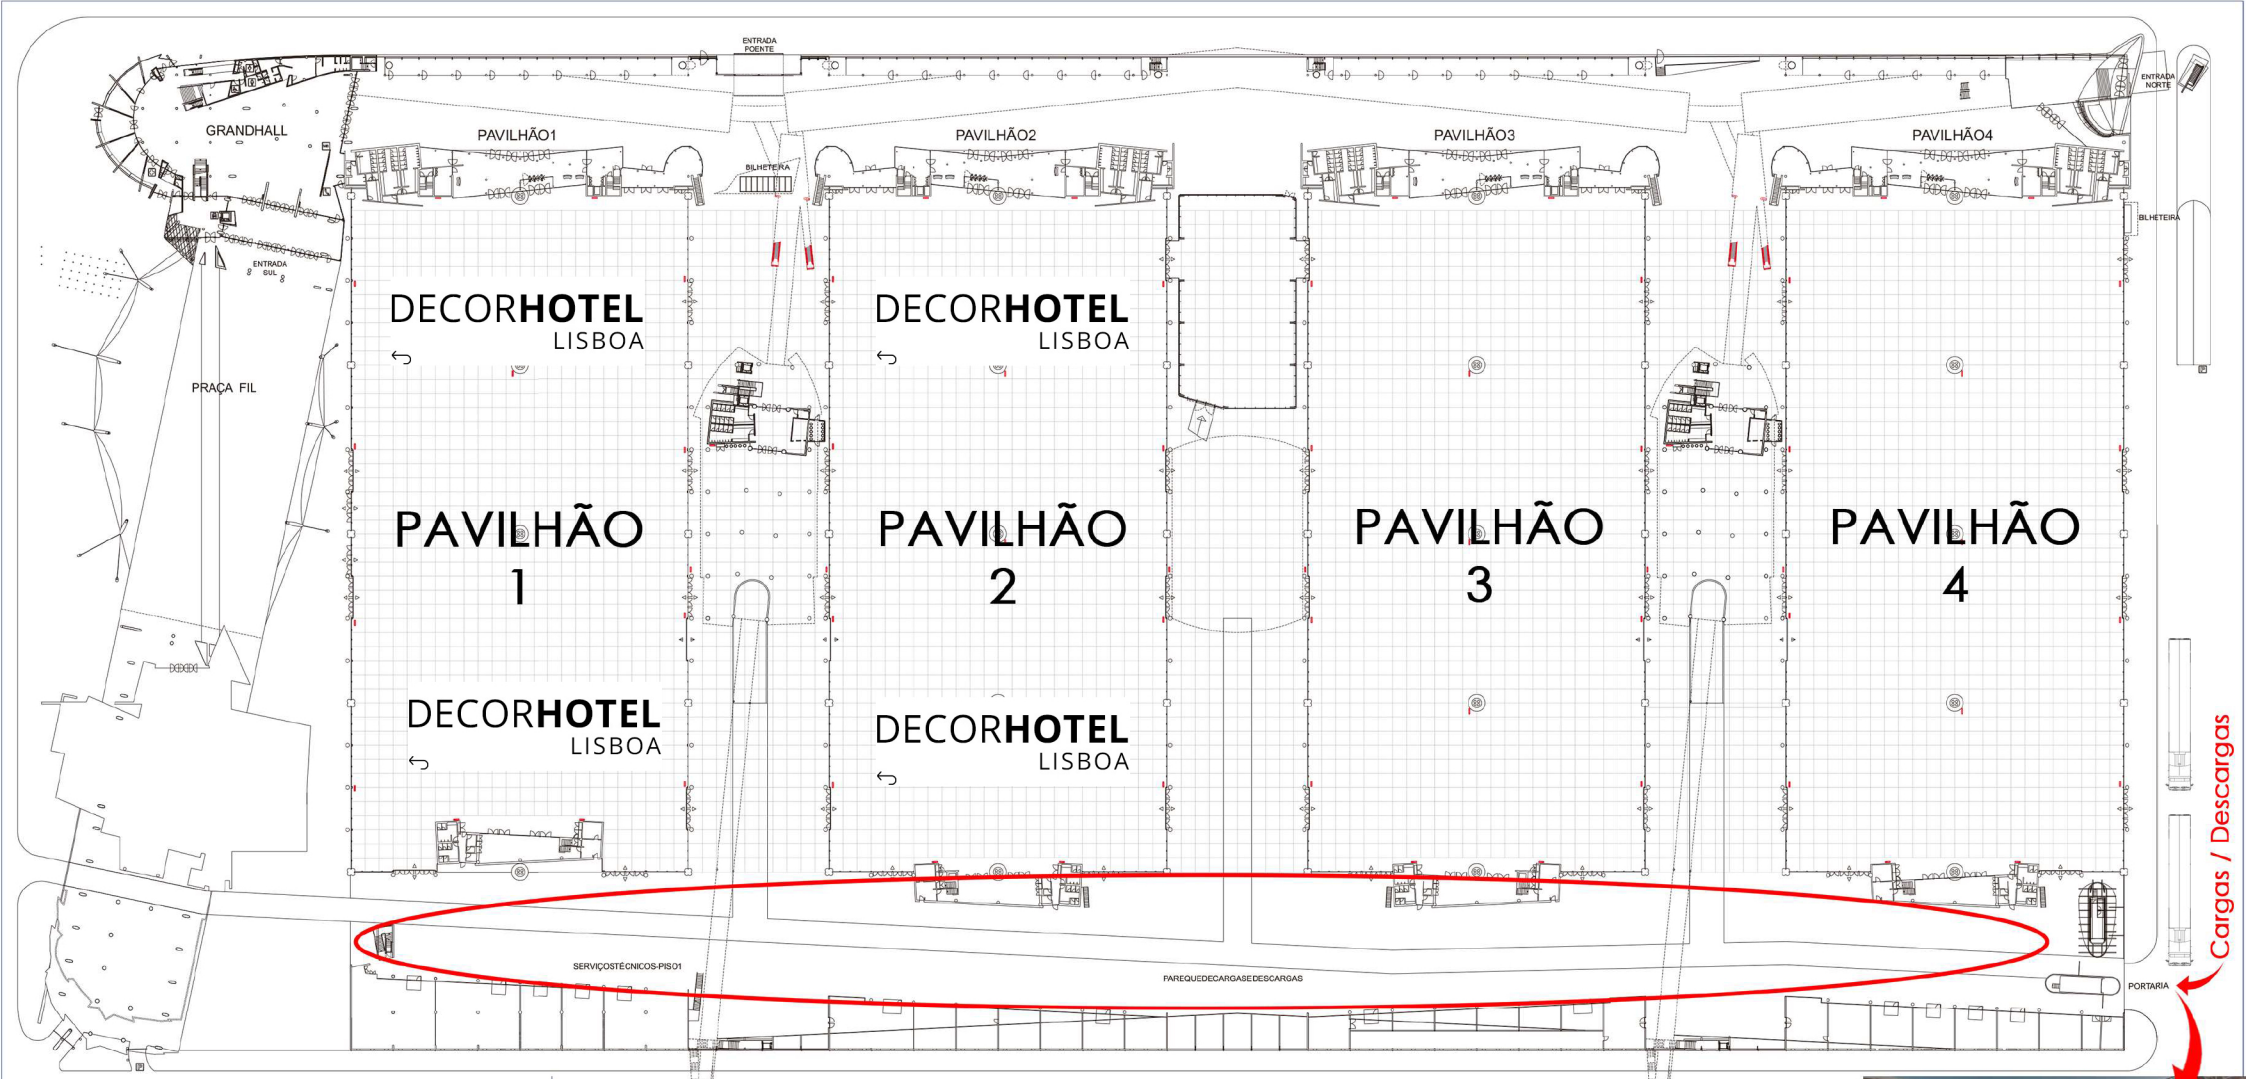 ENTRADA
POENTE
ENTRADA
NORTE
GRANDHALL
PAVILHÃO1
PAVILHÃO2
PAVILHÃO3
PAVILHÃO4
BILHETEIRA
BILHETEIRA
ENTRADA
SUL
PRAÇA FIL
DECORHOTEL
LISBOA
DECORHOTEL
LISBOA
PAVILHÃO
1
PAVILHÃO
2
PAVILHÃO
3
PAVILHÃO
4
DECORHOTEL
LISBOA
DECORHOTEL
LISBOA
Cargas / Descargas
SERVIÇOSTÉCNICOS-PISO1
PAREQUEDECARGASEDESCARGAS
PORTARIA